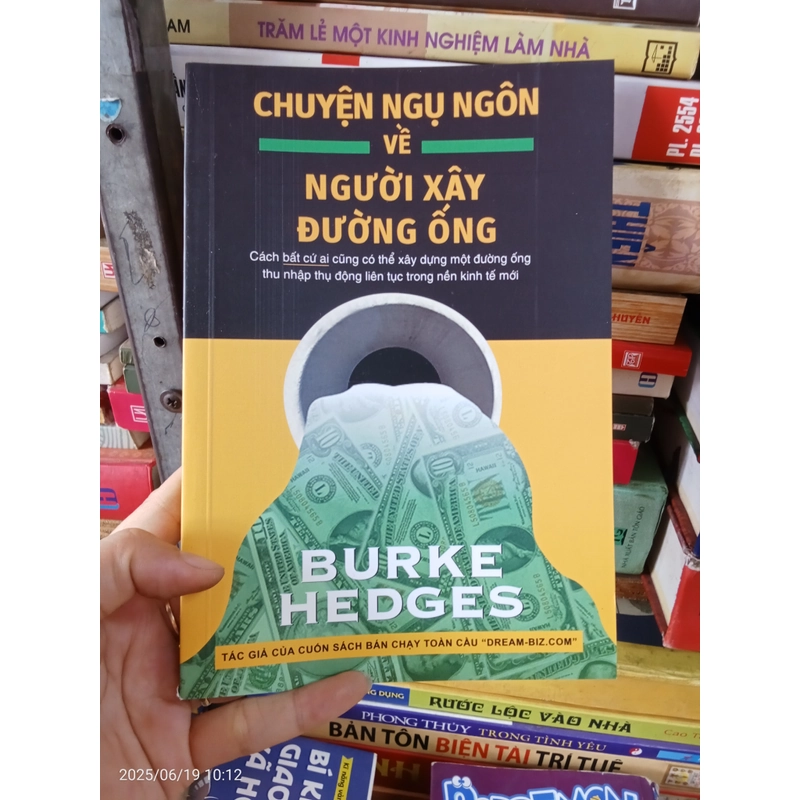 TRĂM LẺ MỘT KINH NGHIỆM LÀM NHÀ
PL. 2554
CHUYỆN NGỤ NGÔN
VỀ
NGƯỜI XÂY
ĐƯỜNG ỐNG
Cách bất cứ ai cũng có thể xây dựng một đường ống
thu nhập thụ động liên tục trong nền kinh tế mới
BURKE
HEDGES
TÁC GIẢ CỦA CUỐN SÁCH BÁN CHẠY TOÀN CẦU “DREAM-BIZ.COM”
RƯỚC LỘC VÀO NHÀ
PHONG THỦY TRONG TÌNH YÊU
BẢN TÔN BIỆN TẠI TRÍ TUỆ
2025/06/19 10:12